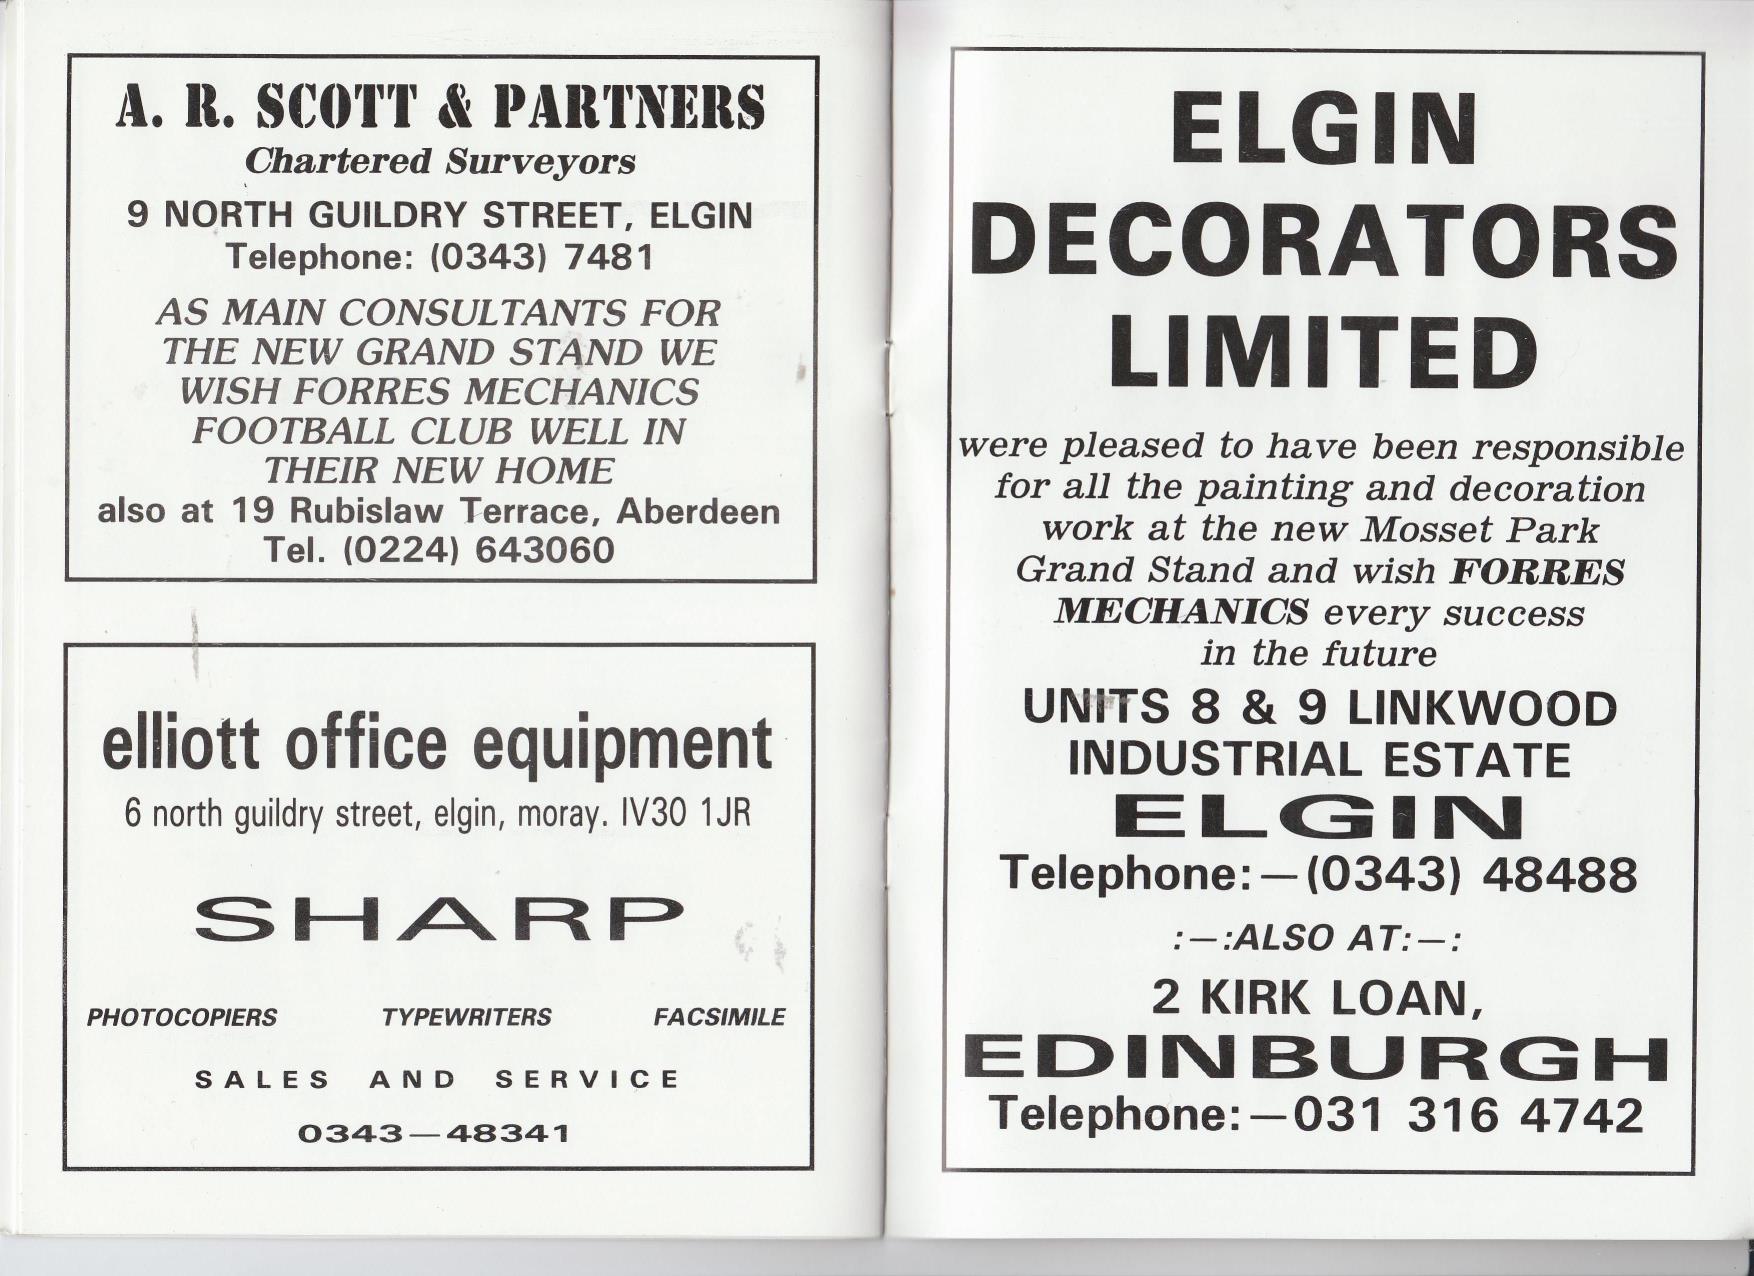 A. R. SCOTT & PARTNERS
Chartered Surveyors
9 NORTH GUILDRY STREET, ELGIN
Telephone: (0343) 7481
AS MAIN CONSULTANTS FOR
THE NEW GRAND STAND WE
WISH FORRES MECHANICS
FOOTBALL CLUB WELL IN
THEIR NEW HOME
also at 19 Rubislaw Terrace, Aberdeen
Tel. (0224) 643060
elliott office equipment
6 north guildry street, elgin, moray. IV30 1JR
SHARP
PHOTOCOPIERS TYPEWRITERS FACSIMILE
SALES AND SERVICE
0343—48341
ELGIN
DECORATORS
LIMITED
were pleased to have been responsible
for all the painting and decoration
work at the new Mosset Park
Grand Stand and wish FORRES
MECHANICS every success
in the future
UNITS 8 & 9 LINKWOOD
INDUSTRIAL ESTATE
ELGIN
Telephone:—(0343) 48488
:—:ALSO AT:—:
2 KIRK LOAN,
EDINBURGH
Telephone:—031 316 4742